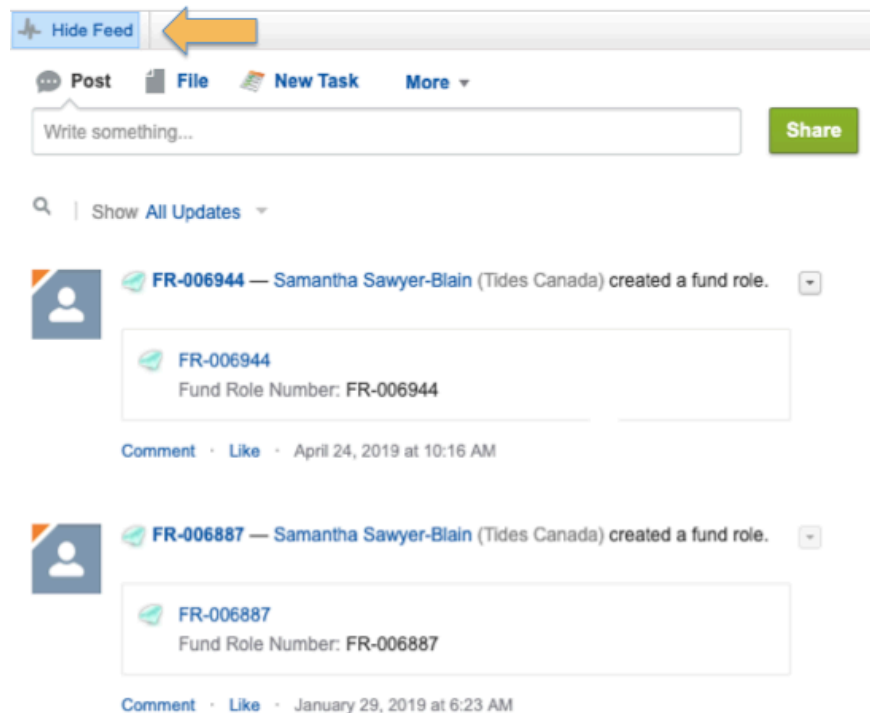 Hide Feed
Post File New Task More
Write something...
Share
Show All Updates
FR-006944 — Samantha Sawyer-Blain (Tides Canada) created a fund role.
FR-006944
Fund Role Number: FR-006944
Comment · Like · April 24, 2019 at 10:16 AM
FR-006887 — Samantha Sawyer-Blain (Tides Canada) created a fund role.
FR-006887
Fund Role Number: FR-006887
Comment · Like · January 29, 2019 at 6:23 AM